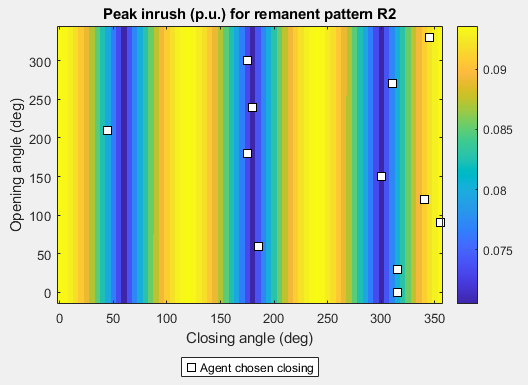 Peak inrush (p.u.) for remanent pattern R2
Opening angle (deg)
300
250
200
150
100
50
0
0 50 100 150 200 250 300 350
Closing angle (deg)
0.09
0.085
0.08
0.075
Agent chosen closing